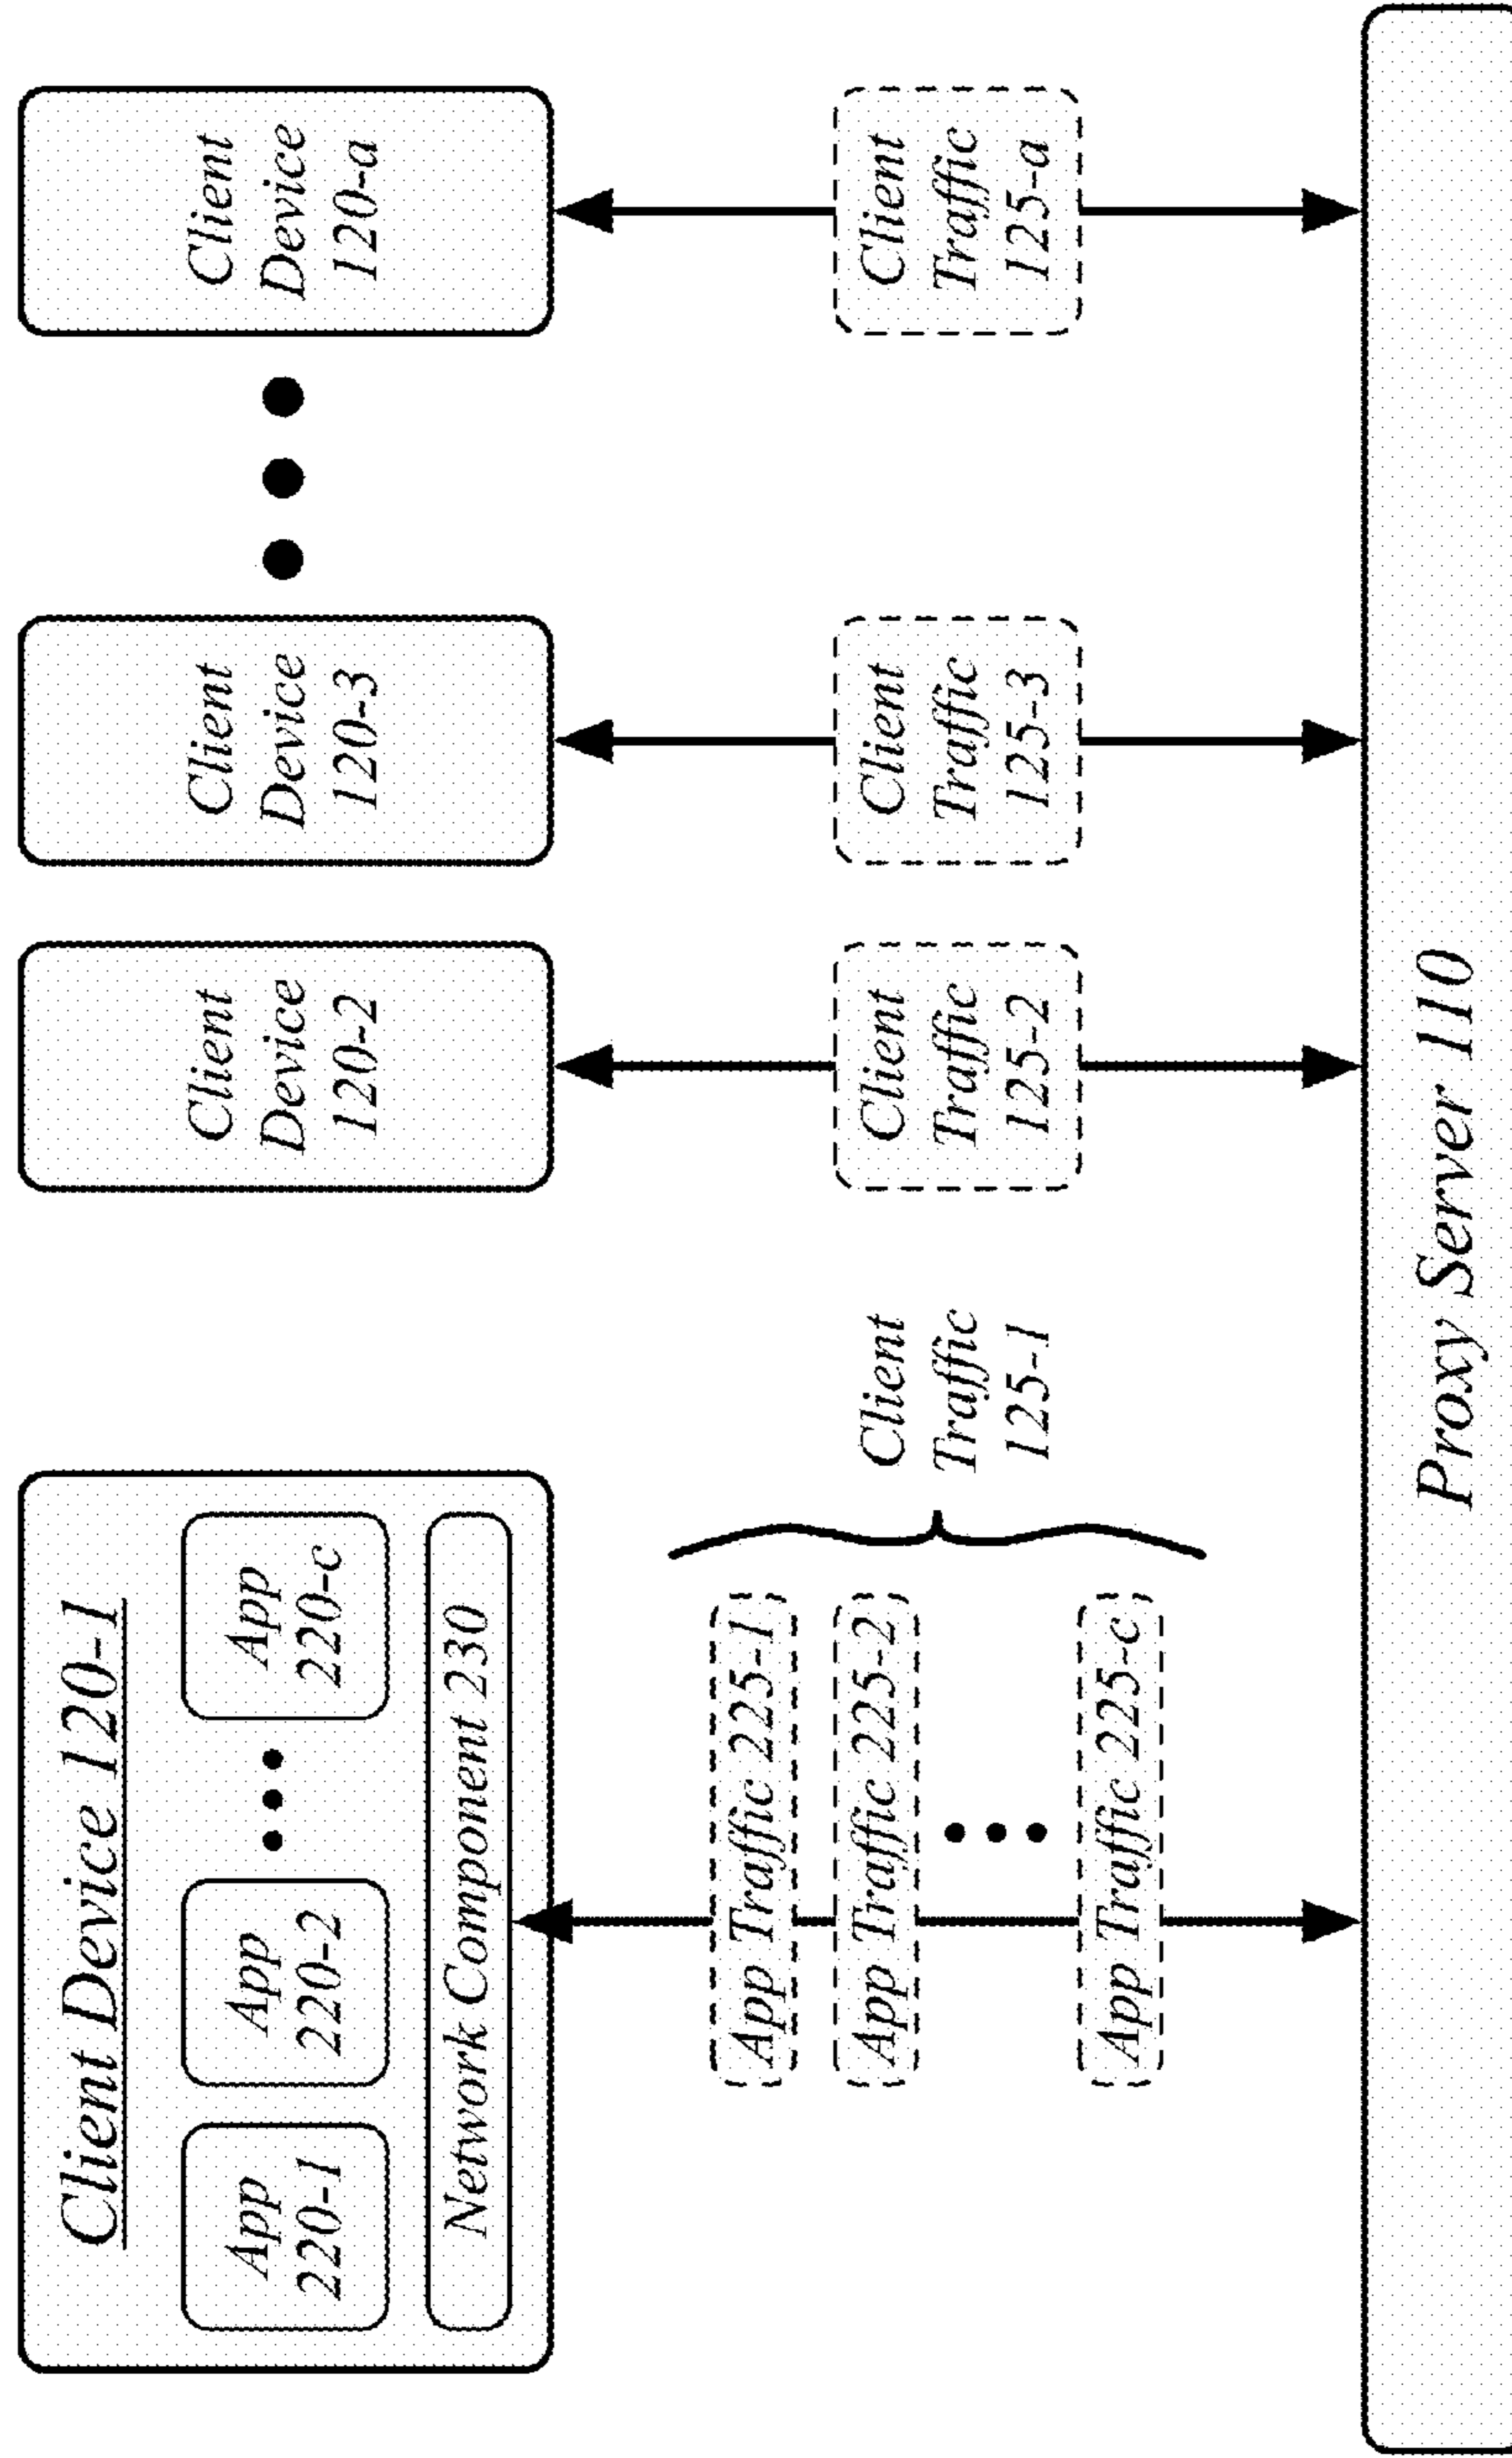 Client Device 120-1
App
220-1
App
220-2
App
220-c
Network Component 230
Client
Device
120-2
Client
Device
120-3
Client
Device
120-a
App Traffic 225-1
App Traffic 225-2
App Traffic 225-c
Client
Traffic
125-1
Client
Traffic
125-2
Client
Traffic
125-3
Client
Traffic
125-a
Proxy Server 110